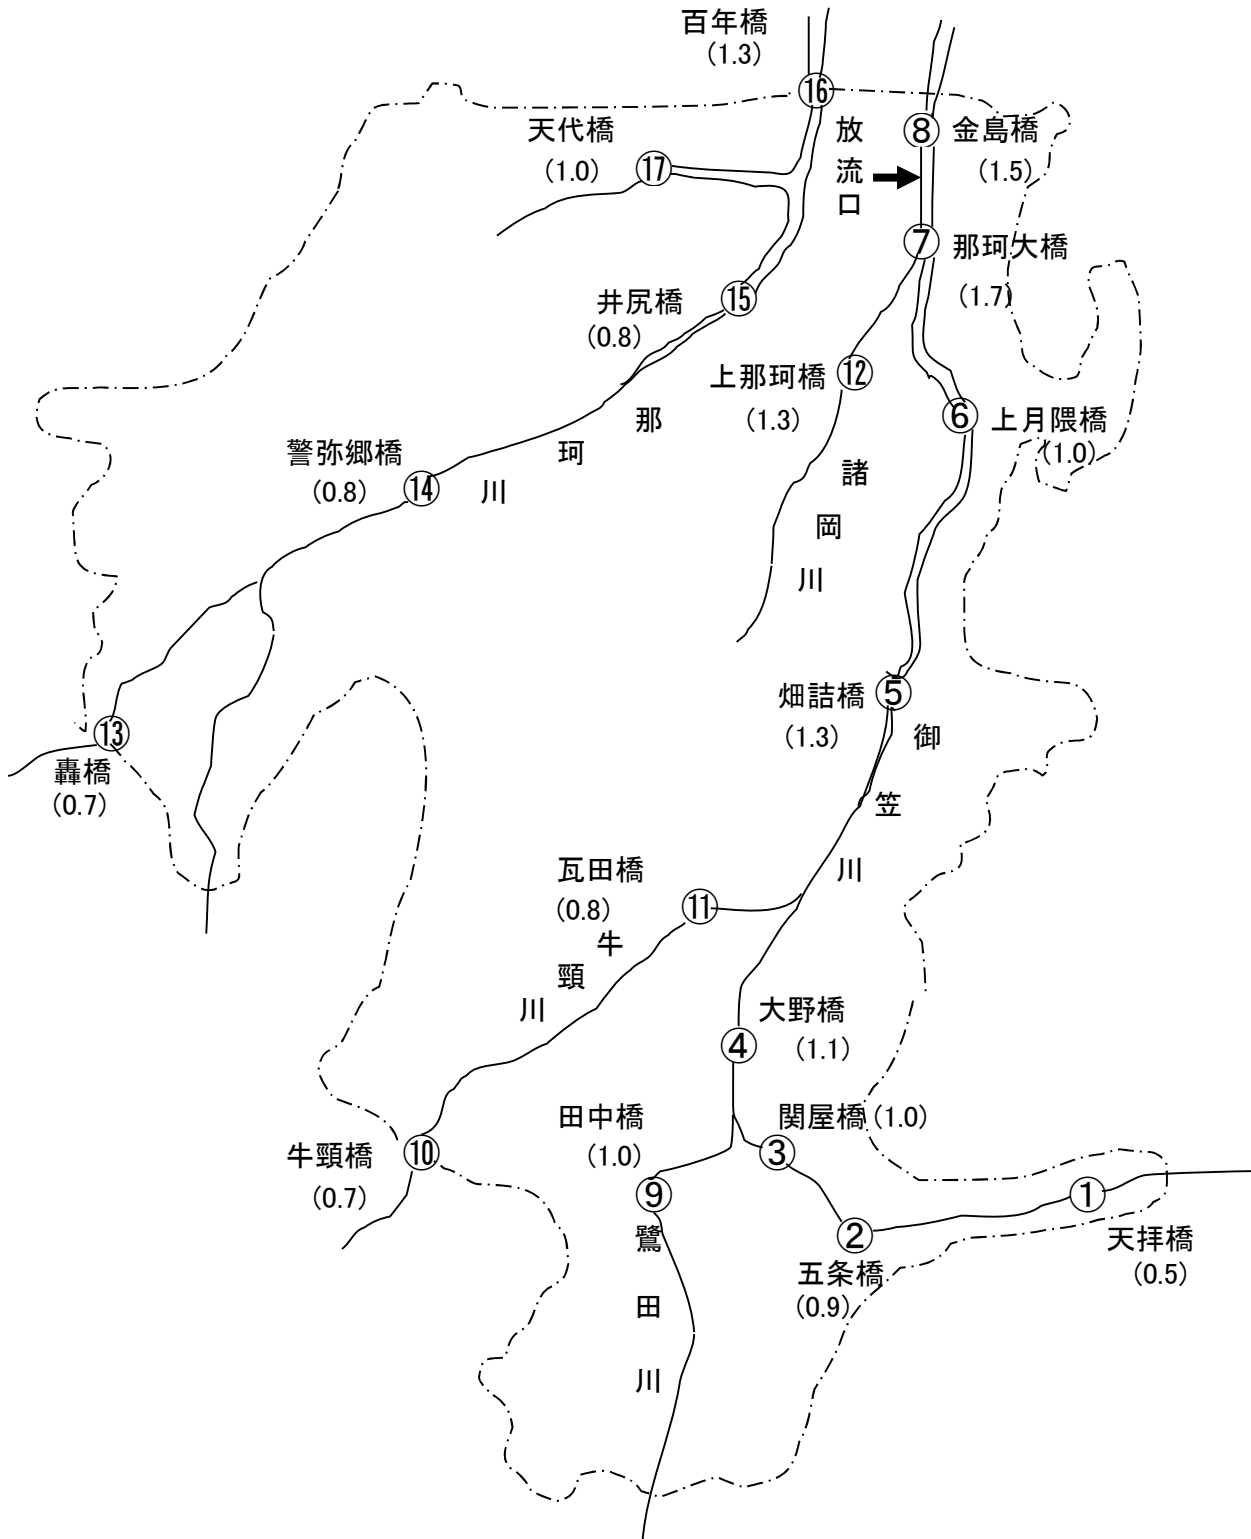 百年橋
(1.3)
⑯
天代橋
(1.0)
⑰
放流口
⑧
金島橋
(1.5)
⑦
那珂大橋
(1.7)
井尻橋
(0.8)
⑮
上那珂橋
(1.3)
⑫
⑥
上月隈橋
(1.0)
警弥郷橋
(0.8)
⑭
那珂川
諸岡川
畑詰橋
(1.3)
⑤
御笠川
⑬
轟橋
(0.7)
瓦田橋
(0.8)
⑪
牛頸川
大野橋
(1.1)
④
田中橋
(1.0)
⑨
関屋橋(1.0)
③
牛頸橋
(0.7)
⑩
①
天拝橋
(0.5)
②
五条橋
(0.9)
鷺田川